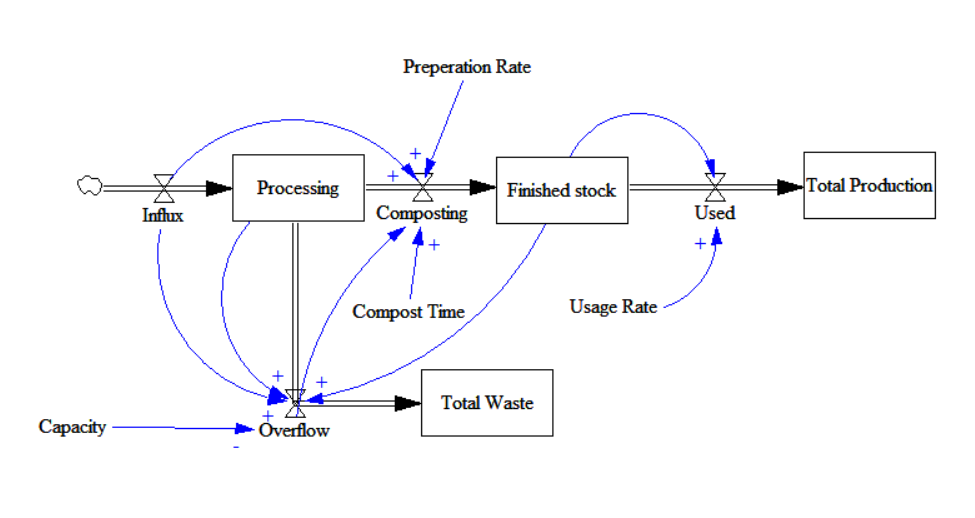 Preperation Rate
+
+
Processing
Finished stock
Total Production
Influx
Composting
Used
+
+
Usage Rate
Compost Time
+
+
Total Waste
+
Capacity
Overflow
-